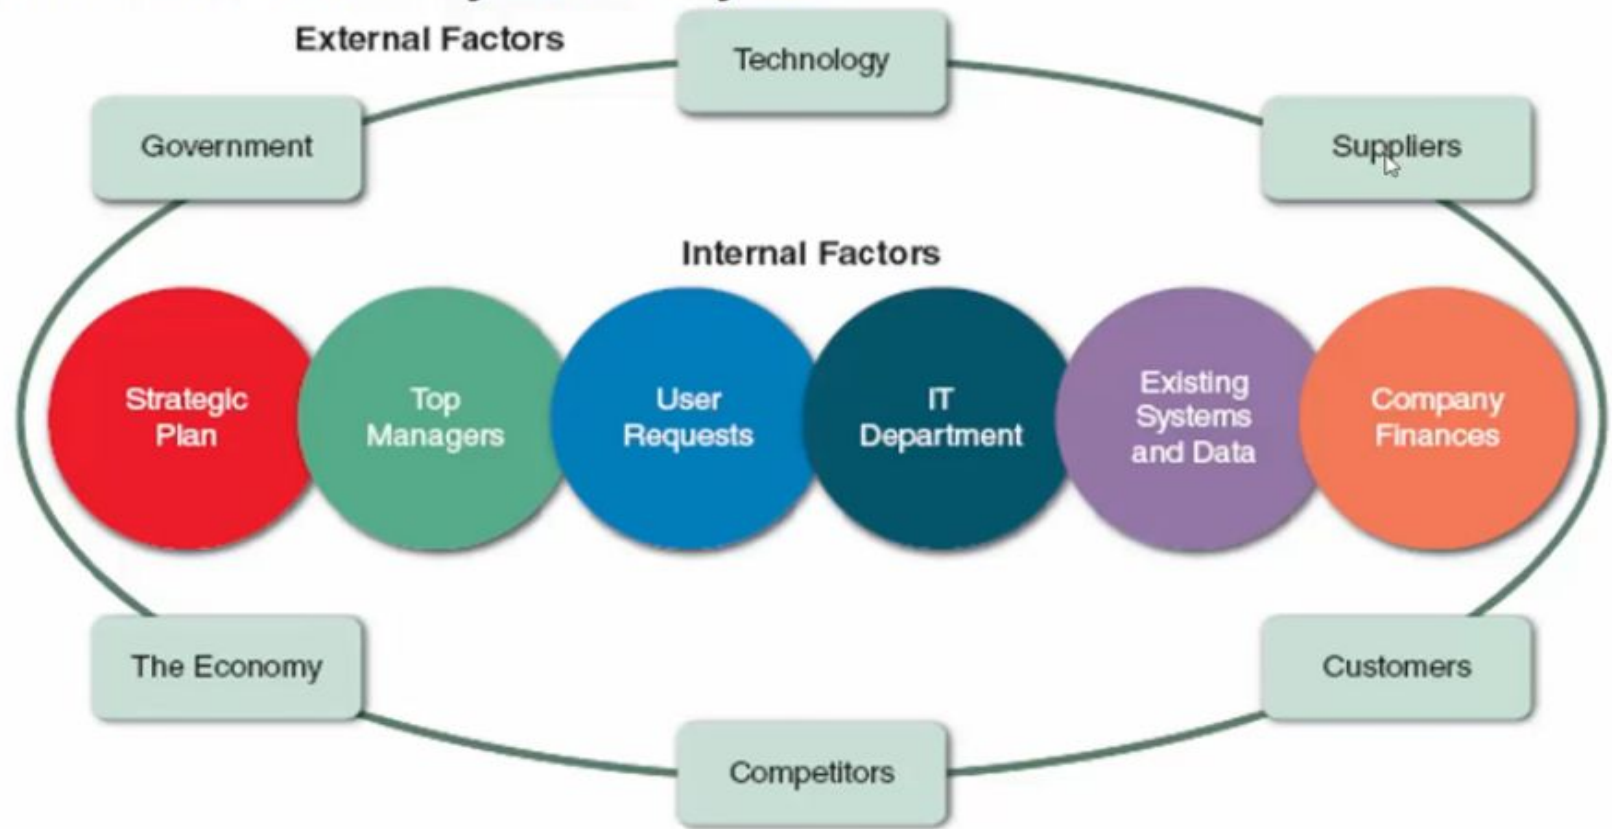 External Factors
Technology
Government
Suppliers
Internal Factors
Strategic
Plan
Top
Managers
User
Requests
IT
Department
Existing
Systems
and Data
Company
Finances
The Economy
Customers
Competitors